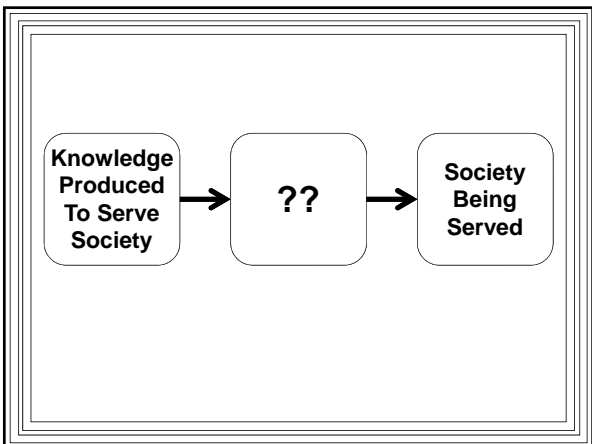 Knowledge
Produced
To Serve
Society
??
Society
Being
Served